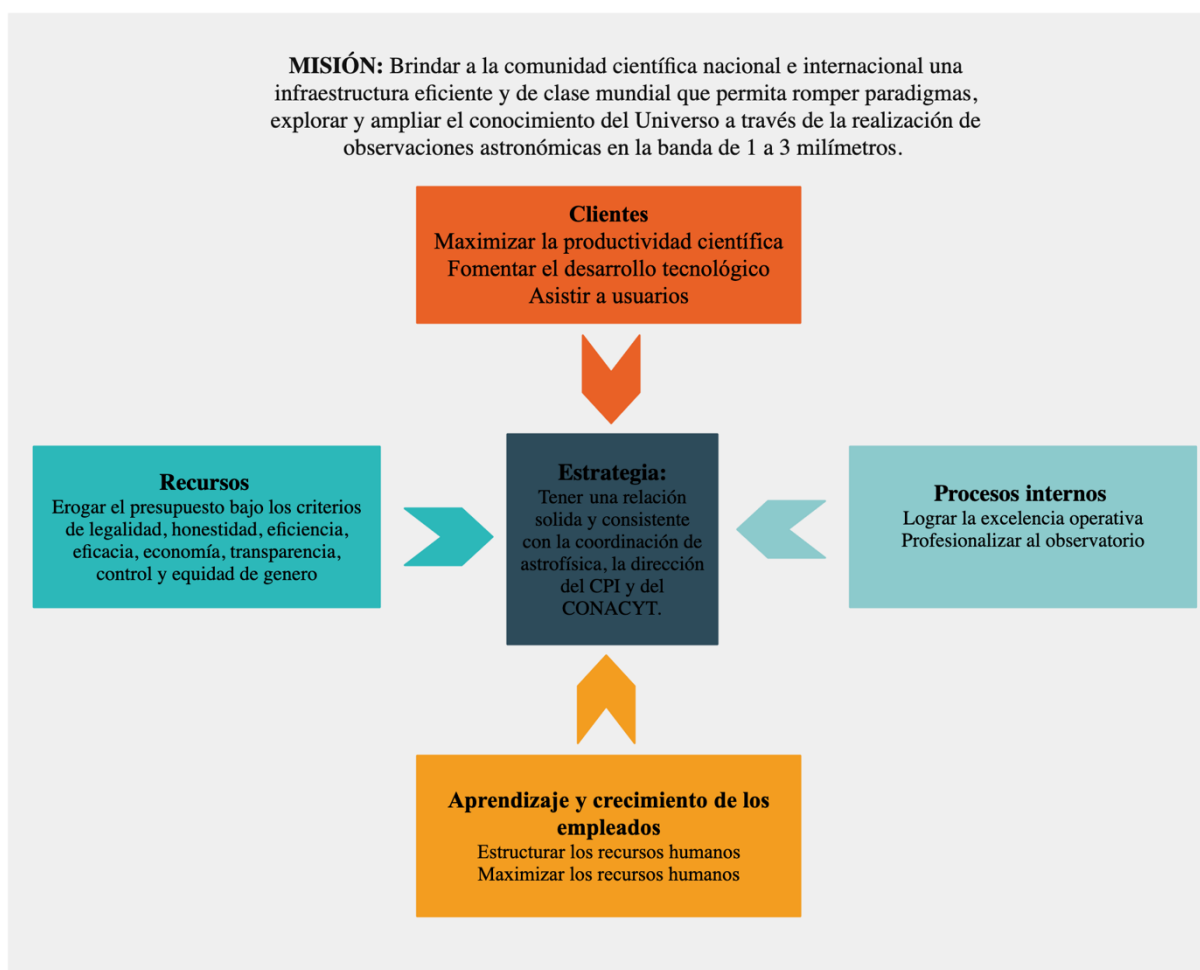 MISIÓN: Brindar a la comunidad científica nacional e internacional una
infraestructura eficiente y de clase mundial que permita romper paradigmas,
explorar y ampliar el conocimiento del Universo a través de la realización de
observaciones astronómicas en la banda de 1 a 3 milímetros.
Clientes
Maximizar la productividad científica
Fomentar el desarrollo tecnológico
Asistir a usuarios
Recursos
Erogar el presupuesto bajo los criterios
de legalidad, honestidad, eficiencia,
eficacia, economía, transparencia,
control y equidad de genero
Estrategia:
Tener una relación
solida y consistente
con la coordinación de
astrofísica, la dirección
del CPI y del
CONACYT.
Procesos internos
Lograr la excelencia operativa
Profesionalizar al observatorio
Aprendizaje y crecimiento de los
empleados
Estructurar los recursos humanos
Maximizar los recursos humanos